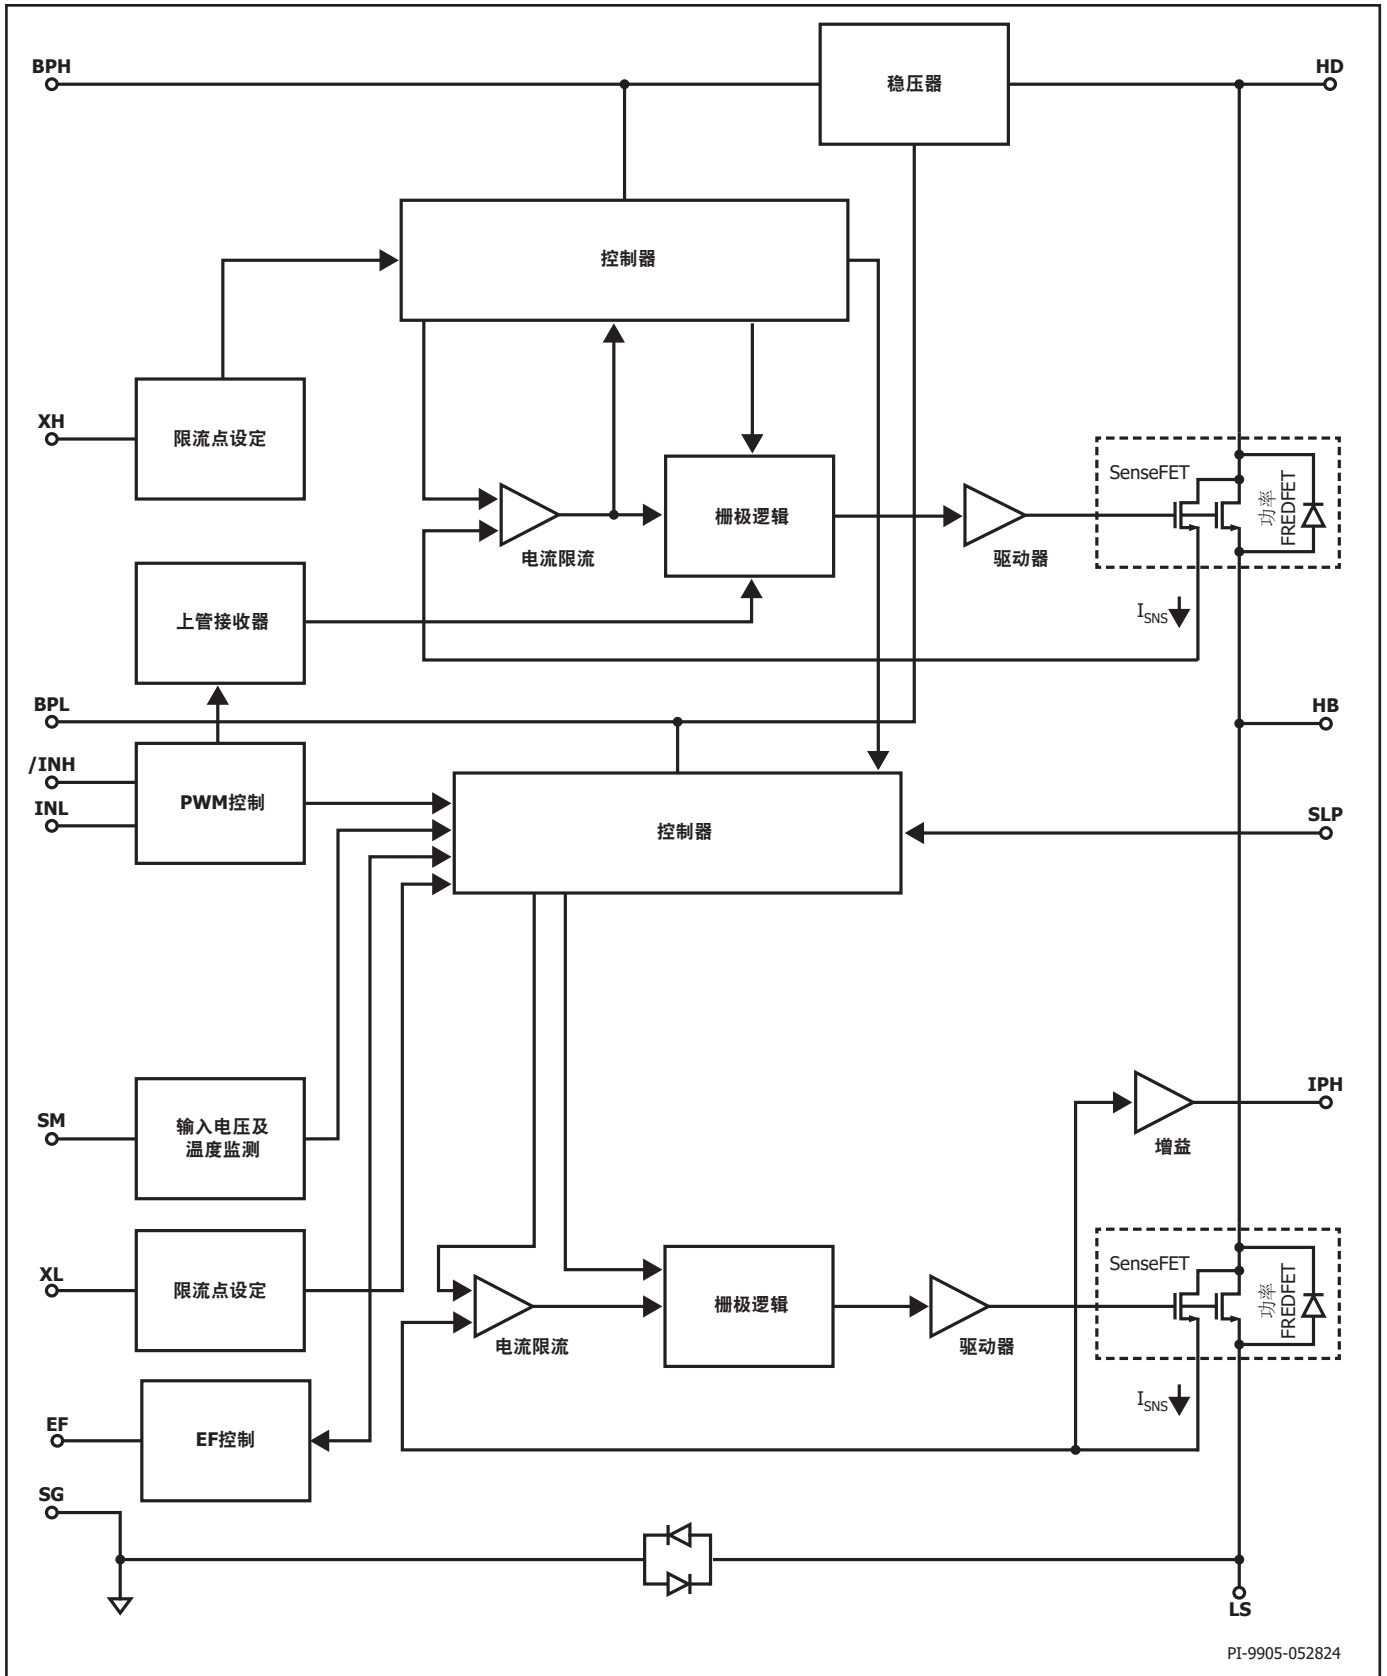 BPH
稳压器
HD
控制器
XH
限流点设定
SenseFET
功率
FREDFET
栅极逻辑
电流限流
驱动器
上管接收器
ISNS
BPL
HB
/INH
INL
PWM控制
控制器
SLP
SM
输入电压及
温度监测
IPH
增益
XL
限流点设定
SenseFET
功率
FREDFET
栅极逻辑
电流限流
驱动器
ISNS
EF
EF控制
SG
LS
PI-9905-052824